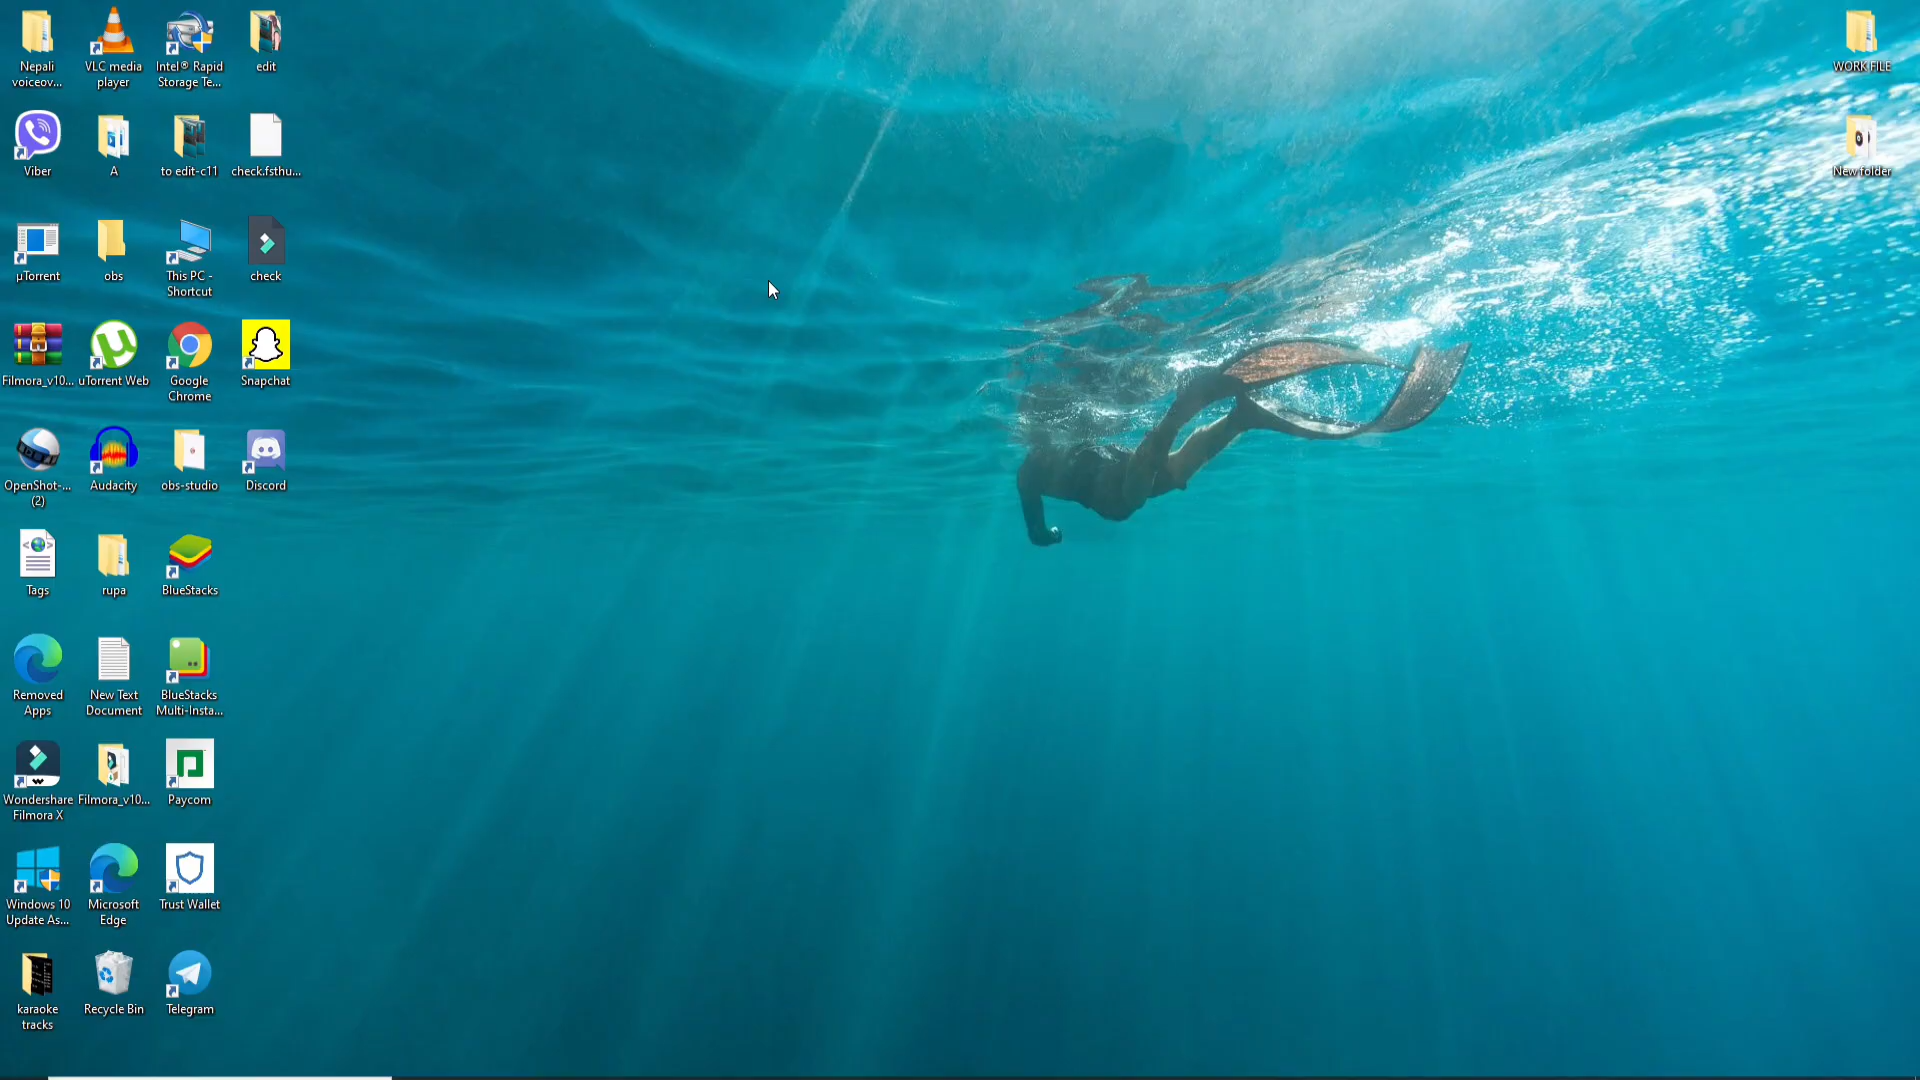 Nepali
voiceov...
VLC media
player
Intel® Rapid
Storage Te...
edit
WORK FILE
Viber
A
to edit-c11
check.fsthu...
New folder
µTorrent
obs
This PC -
Shortcut
check
Filmora_v10...
uTorrent Web
Google
Chrome
Snapchat
OpenShot-...
(2)
Audacity
obs-studio
Discord
Tags
rupa
BlueStacks
Removed
Apps
New Text
Document
BlueStacks
Multi-Insta...
Wondershare
Filmora X
Filmora_v10...
Paycom
Windows 10
Update As...
Microsoft
Edge
Trust Wallet
karaoke
tracks
Recycle Bin
Telegram